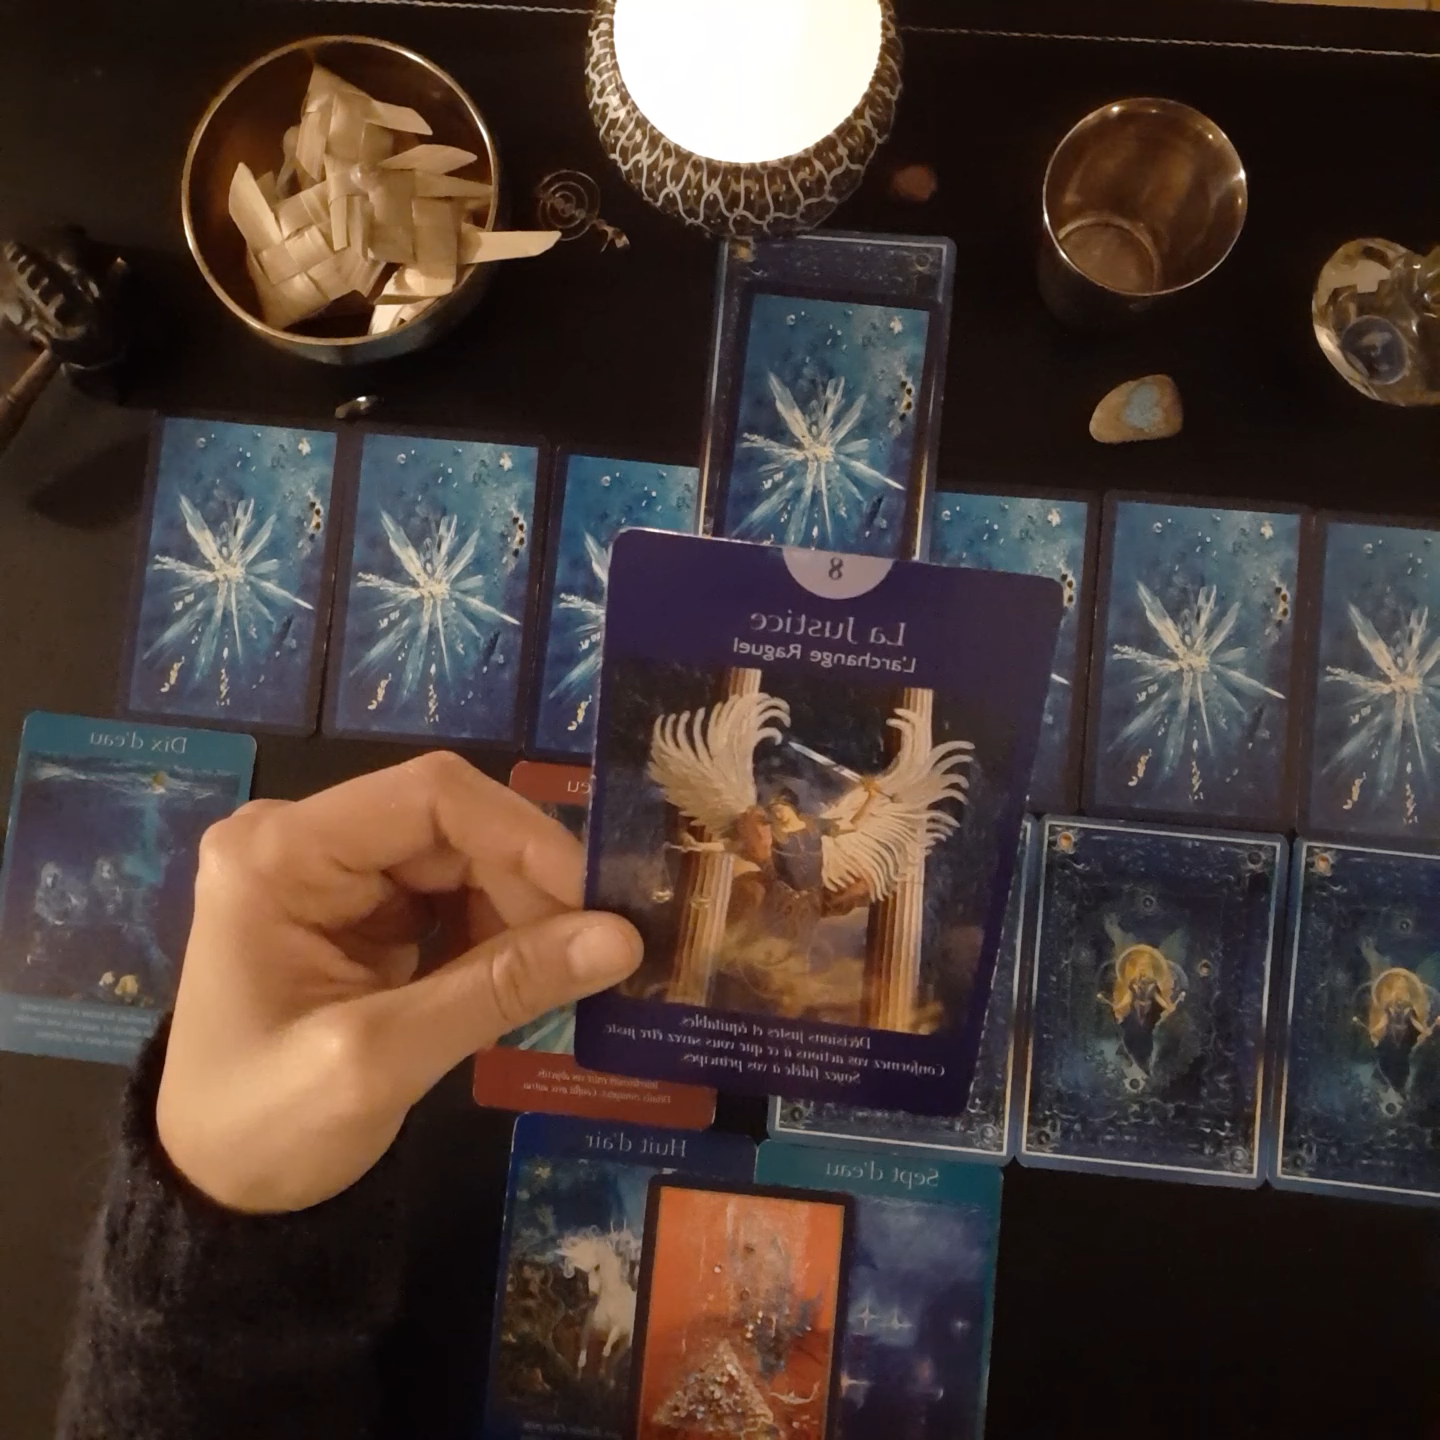 8
La Justice
L'archange Raguel
Décisions justes et équitables.
Conformez vos actions à ce que vous savez être juste.
Soyez fidèle à vos principes.
Dix d'eau
eu
Huit d'air
Sept d'eau